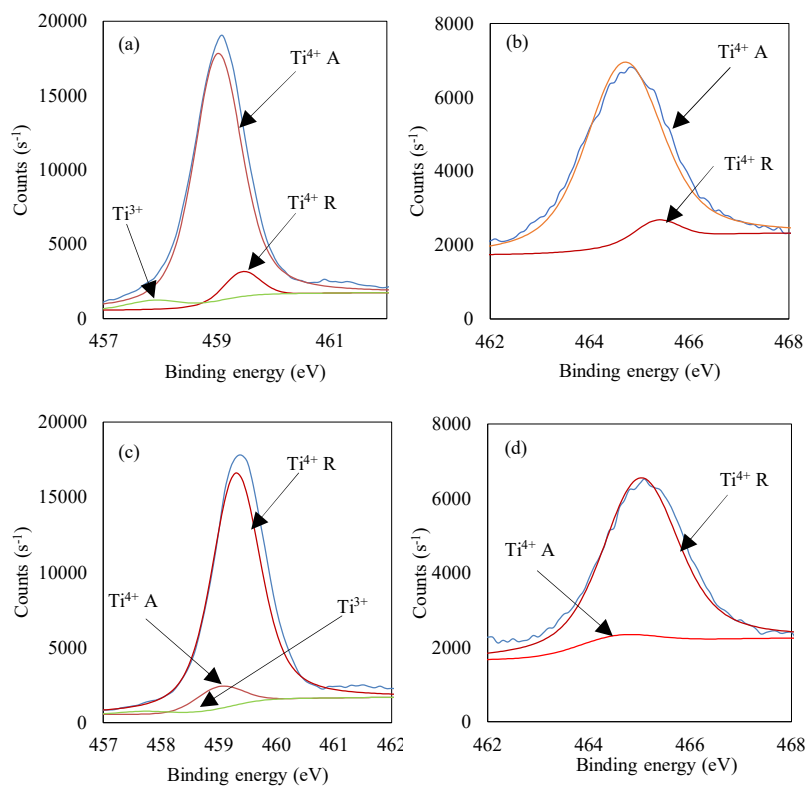 20000
15000
10000
5000
0
457
459
461
Counts (s-1)
Binding energy (eV)
(a)
Ti4+ A
Ti4+ R
Ti3+
8000
6000
4000
2000
0
462
464
466
468
Counts (s-1)
Binding energy (eV)
(b)
Ti4+ A
Ti4+ R
20000
15000
10000
5000
0
457
458
459
460
461
462
Counts (s-1)
Binding energy (eV)
(c)
Ti4+ R
Ti4+ A
Ti3+
8000
6000
4000
2000
0
462
464
466
468
Counts (s-1)
Binding energy (eV)
(d)
Ti4+ R
Ti4+ A